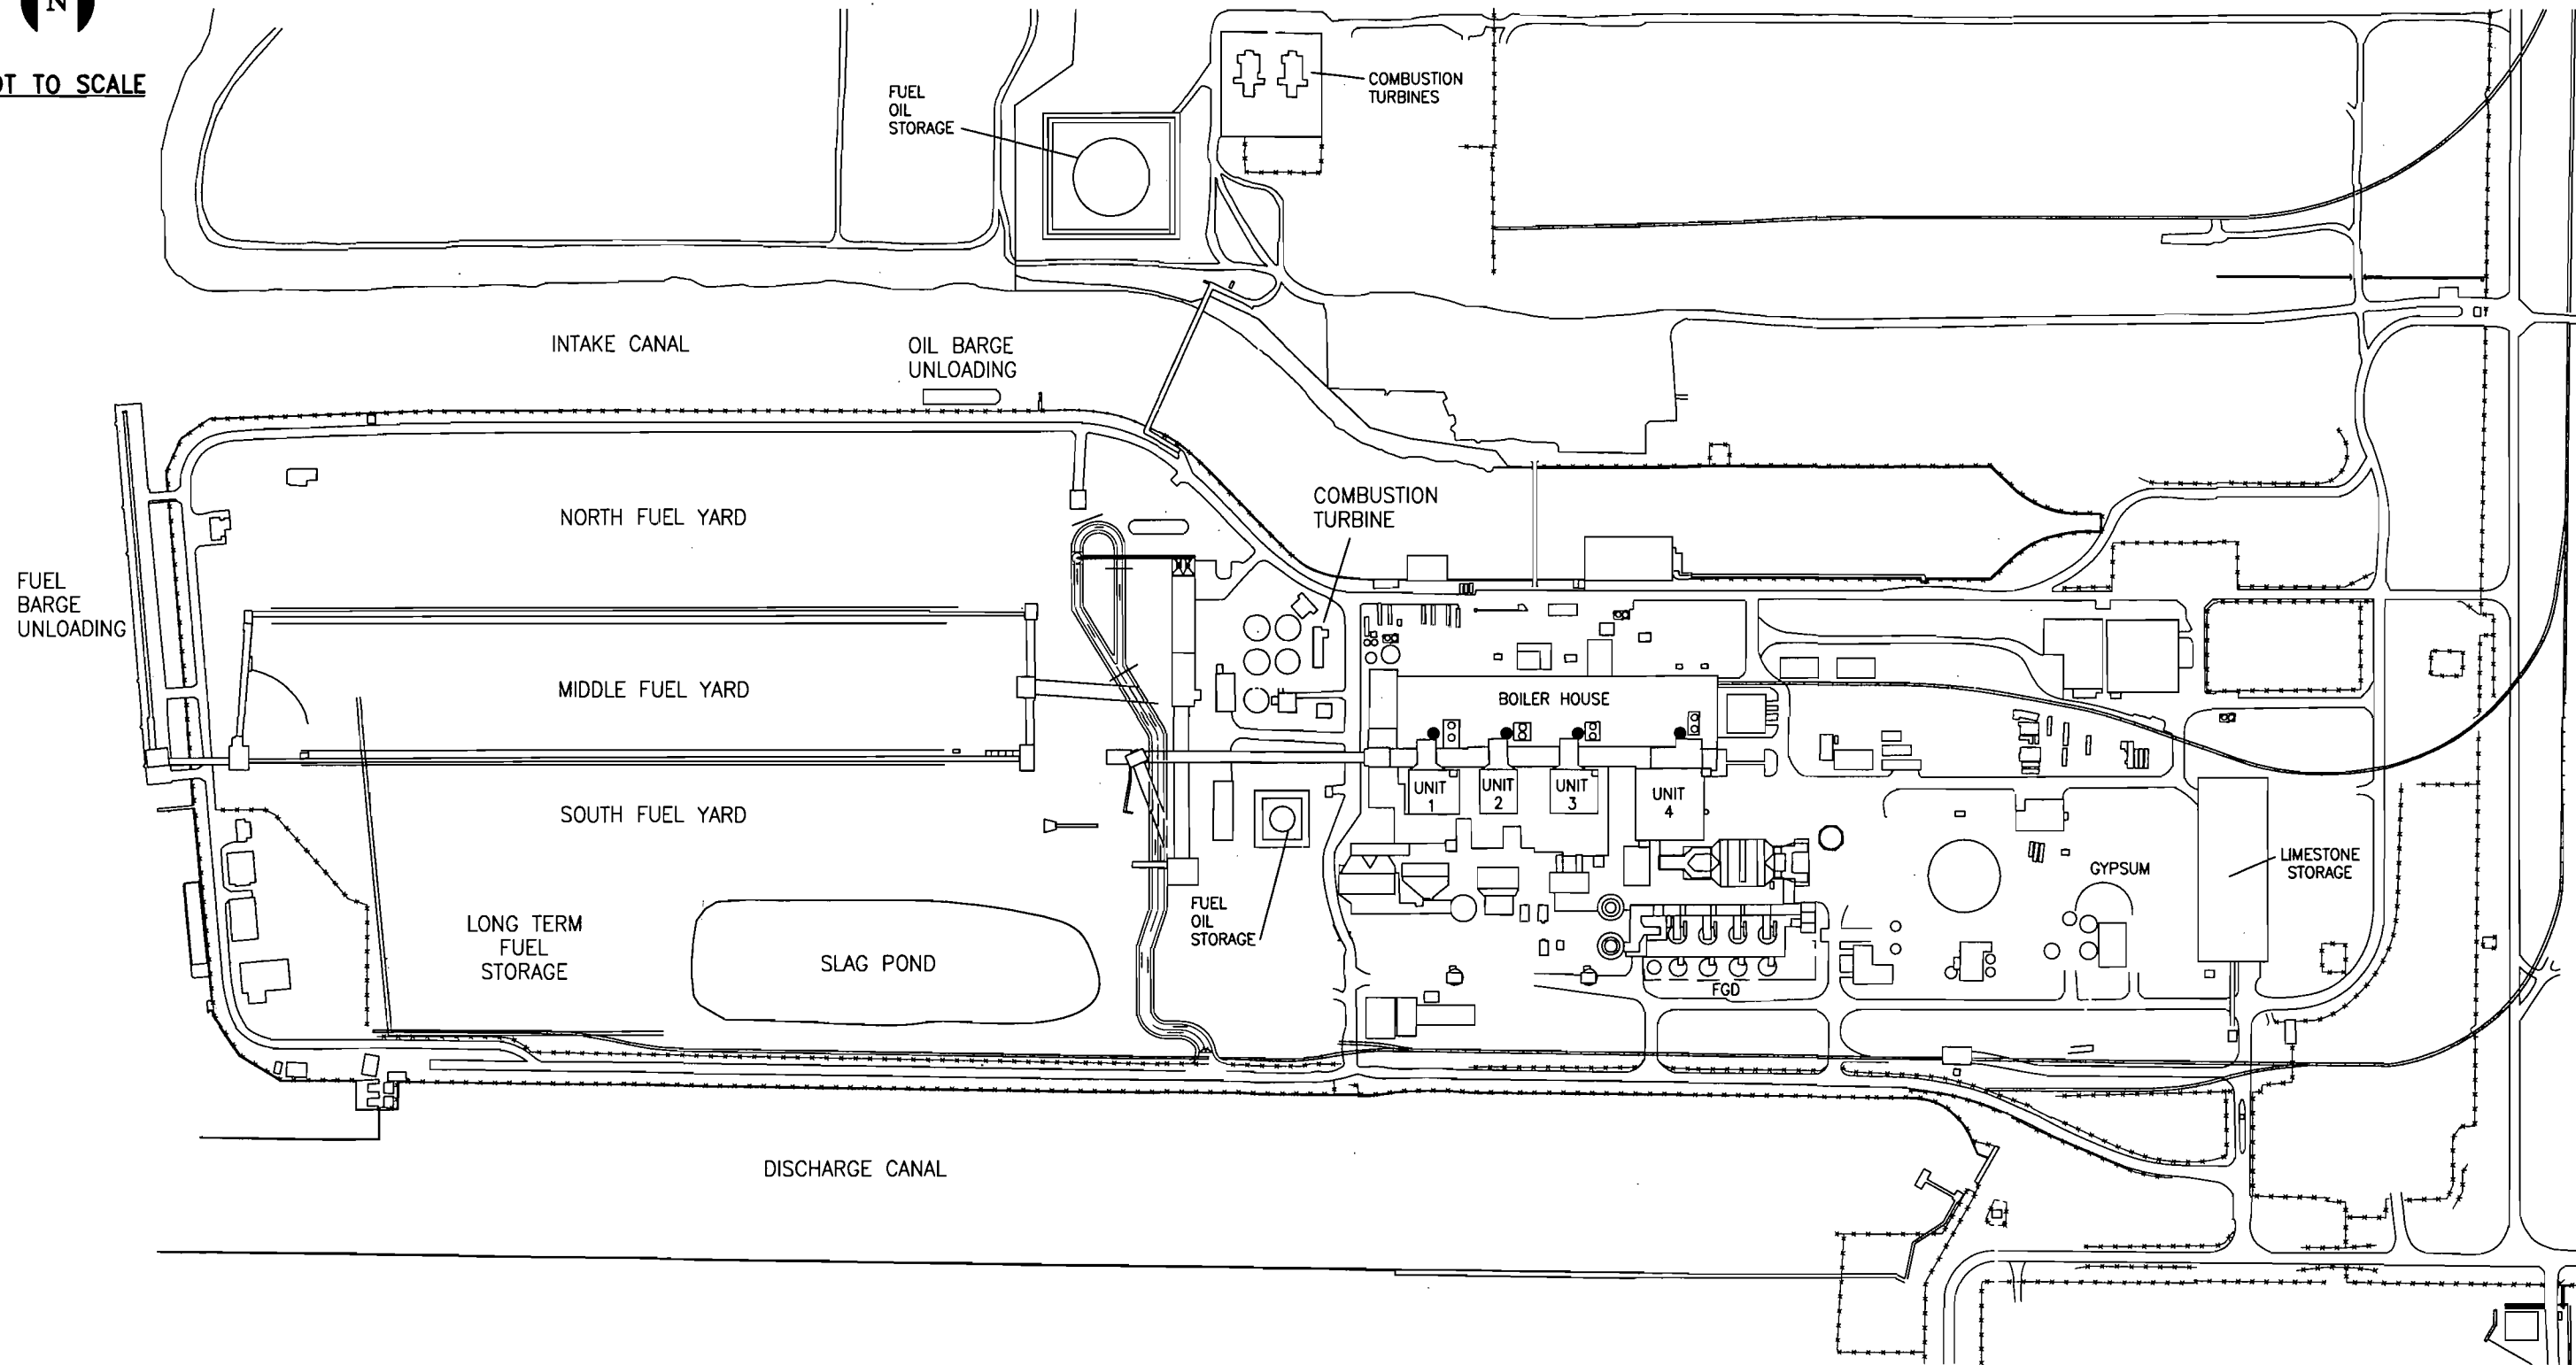 N
OT TO SCALE
COMBUSTION
TURBINES
FUEL
OIL
STORAGE
INTAKE CANAL
OIL BARGE
UNLOADING
COMBUSTION
TURBINE
NORTH FUEL YARD
FUEL
BARGE
UNLOADING
MIDDLE FUEL YARD
BOILER HOUSE
SOUTH FUEL YARD
UNIT
1
UNIT
2
UNIT
3
UNIT
4
LIMESTONE
STORAGE
GYPSUM
LONG TERM
FUEL
STORAGE
SLAG POND
FUEL
OIL
STORAGE
FGD
DISCHARGE CANAL